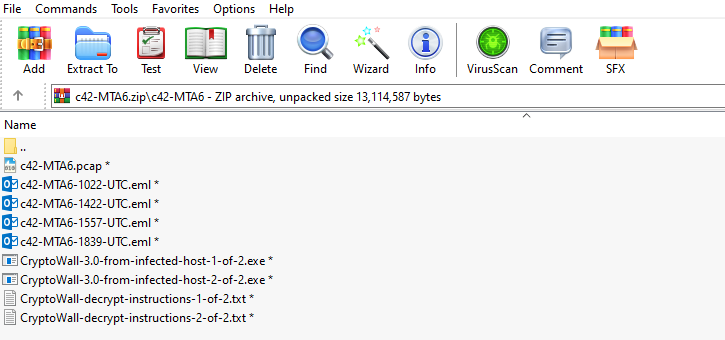 File Commands Tools Favorites Options Help
Add Extract To Test View Delete Find Wizard Info VirusScan Comment SFX
c42-MTA6.zip\c42-MTA6 - ZIP archive, unpacked size 13,114,587 bytes
Name
..
c42-MTA6.pcap *
c42-MTA6-1022-UTC.eml *
c42-MTA6-1422-UTC.eml *
c42-MTA6-1557-UTC.eml *
c42-MTA6-1839-UTC.eml *
CryptoWall-3.0-from-infected-host-1-of-2.exe *
CryptoWall-3.0-from-infected-host-2-of-2.exe *
CryptoWall-decrypt-instructions-1-of-2.txt *
CryptoWall-decrypt-instructions-2-of-2.txt *